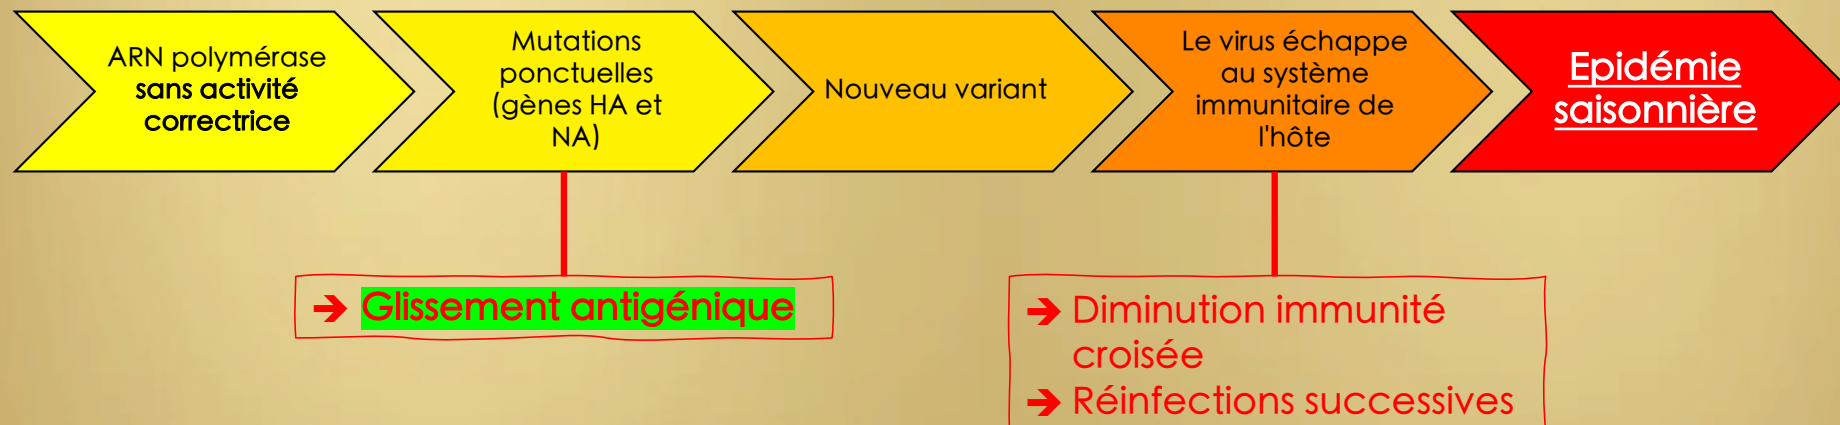 ARN polymérase
sans activité
correctrice
Mutations
ponctuelles
(gènes HA et
NA)
Nouveau variant
Le virus échappe
au système
immunitaire de
l'hôte
Epidémie
saisonnière
➔ Glissement antigénique
➔ Diminution immunité
croisée
➔ Réinfections successives